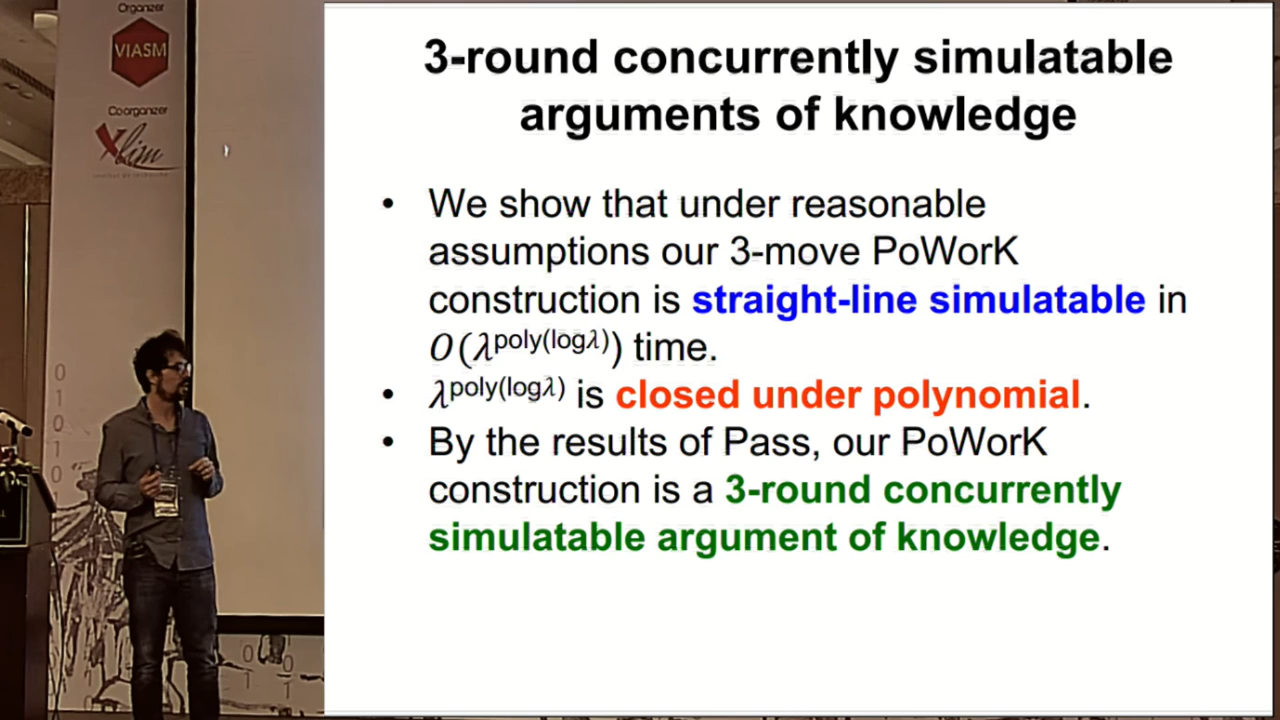 Organizer
VIASM
Coorganizer
Xlim
3-round concurrently simulatable
arguments of knowledge
• We show that under reasonable
assumptions our 3-move PoWorK
construction is straight-line simulatable in
O(λ^poly(logλ)) time.
• λ^poly(logλ) is closed under polynomial.
• By the results of Pass, our PoWorK
construction is a 3-round concurrently
simulatable argument of knowledge.